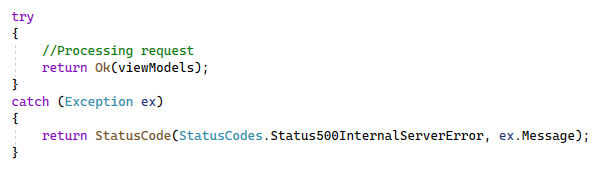 try
{
    //Processing request
    return Ok(viewModels);
}
catch (Exception ex)
{
    return StatusCode(StatusCodes.Status500InternalServerError, ex.Message);
}